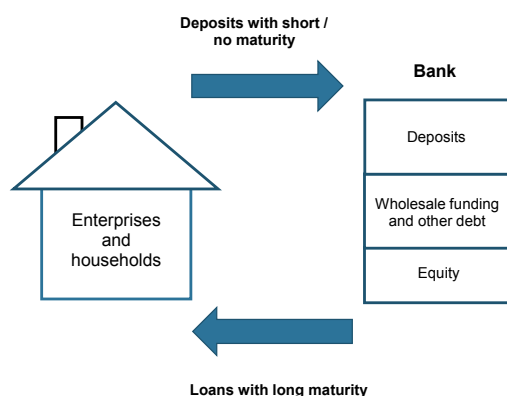 Deposits with short /
no maturity
Bank
Deposits
Wholesale funding
and other debt
Equity
Enterprises
and
households
Loans with long maturity